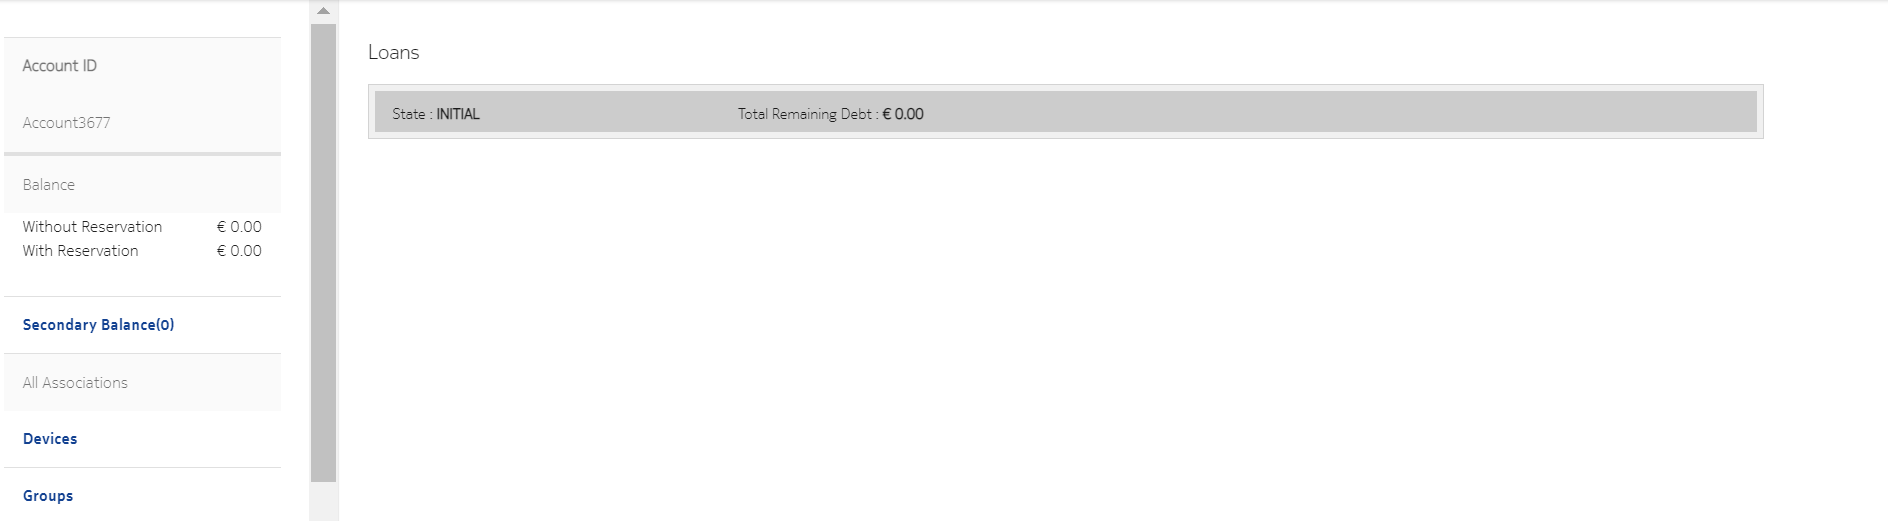 Account ID
Account3677
Balance
Without Reservation € 0.00
With Reservation € 0.00
Secondary Balance(0)
All Associations
Devices
Groups
Loans
State : INITIAL Total Remaining Debt : € 0.00